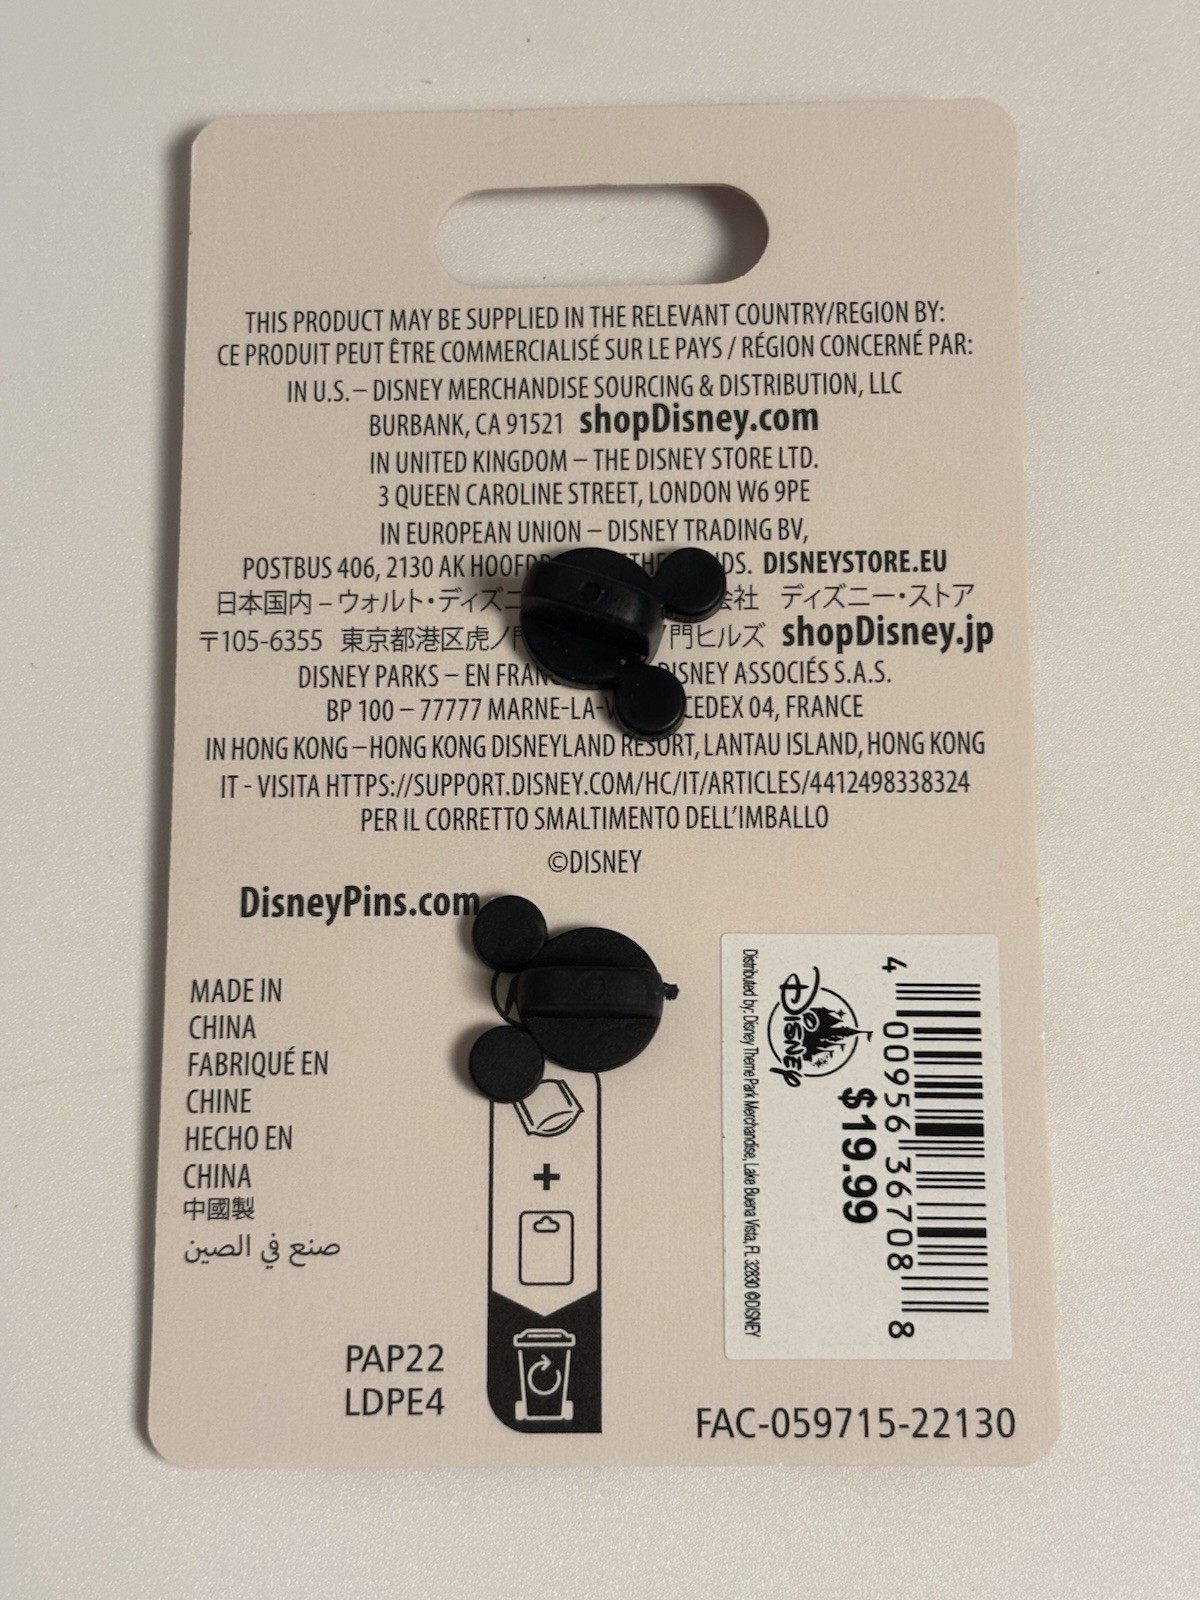 THIS PRODUCT MAY BE SUPPLIED IN THE RELEVANT COUNTRY/REGION BY:
CE PRODUIT PEUT ÊTRE COMMERCIALISÉ SUR LE PAYS / RÉGION CONCERNÉ PAR:
IN U.S. – DISNEY MERCHANDISE SOURCING & DISTRIBUTION, LLC
BURBANK, CA 91521 shopDisney.com
IN UNITED KINGDOM – THE DISNEY STORE LTD.
3 QUEEN CAROLINE STREET, LONDON W6 9PE
IN EUROPEAN UNION – DISNEY TRADING BV,
POSTBUS 406, 2130 AK DISNEYSTORE.EU
日本国内 – ウォルト・ 会社 ディズニー・ストア
〒105-6355 東京都港区虎ノ門 門ヒルズ shopDisney.jp
DISNEY PARKS – EN DISNEY ASSOCIÉS S.A.S.
BP 100 – 77777 CEDEX 04, FRANCE
IN HONG KONG – HONG KONG DISNEYLAND RESORT, LANTAU ISLAND, HONG KONG
IT - VISITA HTTPS://SUPPORT.DISNEY.COM/HC/IT/ARTICLES/4412498338324
PER IL CORRETTO SMALTIMENTO DELL'IMBALLO
©DISNEY
DisneyPins.com
MADE IN
CHINA
FABRIQUÉ EN
CHINE
HECHO EN
CHINA
中國製
صنع في الصين
PAP22
LDPE4
+
4 00956 36708 8
$19.99
Disney
Distributed by: Disney Theme Park Merchandise, Lake Buena Vista, FL 32830 ©DISNEY
FAC-059715-22130